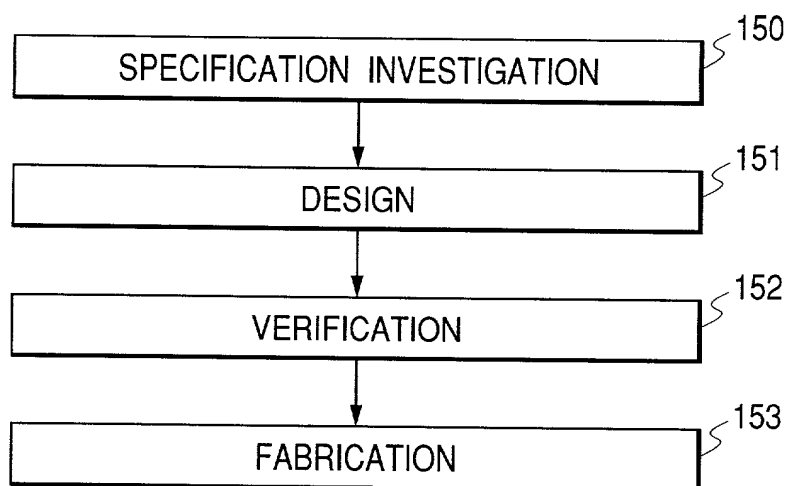 SPECIFICATION INVESTIGATION
150
DESIGN
151
VERIFICATION
152
FABRICATION
153